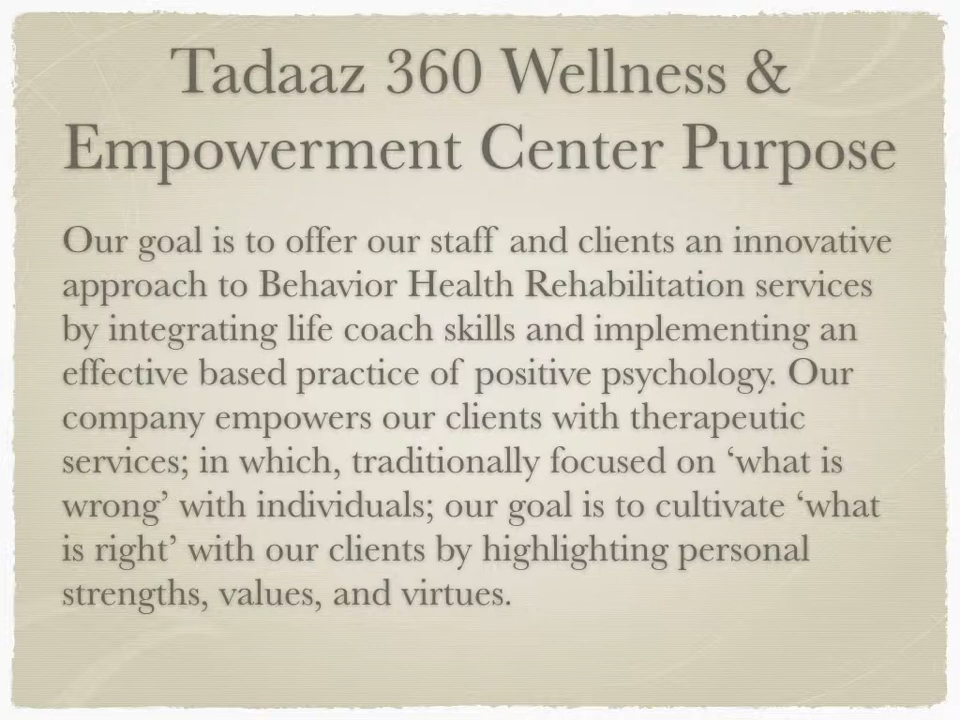 Tadaaz 360 Wellness &
Empowerment Center Purpose
Our goal is to offer our staff and clients an innovative
approach to Behavior Health Rehabilitation services
by integrating life coach skills and implementing an
effective based practice of positive psychology. Our
company empowers our clients with therapeutic
services; in which, traditionally focused on ‘what is
wrong’ with individuals; our goal is to cultivate ‘what
is right’ with our clients by highlighting personal
strengths, values, and virtues.